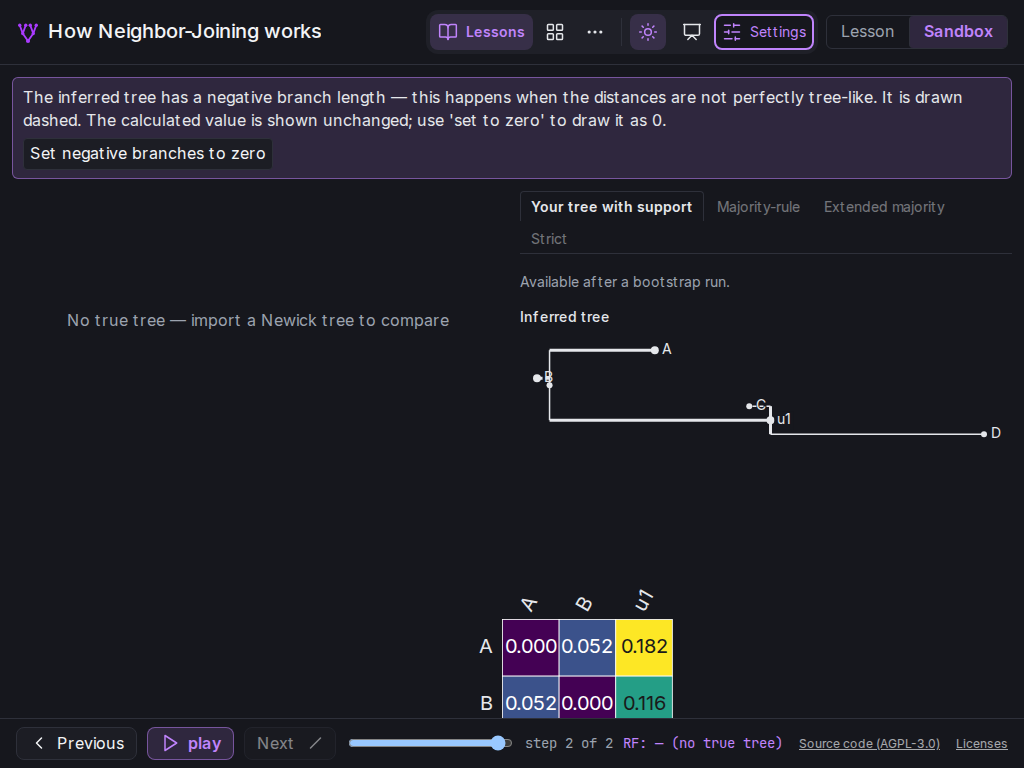 How Neighbor-Joining works
Lessons
Settings
Lesson
Sandbox
The inferred tree has a negative branch length — this happens when the distances are not perfectly tree-like. It is drawn
dashed. The calculated value is shown unchanged; use 'set to zero' to draw it as 0.
Set negative branches to zero
Your tree with support
Majority-rule
Extended majority
Strict
Available after a bootstrap run.
No true tree — import a Newick tree to compare
Inferred tree
A
B
C
u1
D
A B u1
A 0.000 0.052 0.182
B 0.052 0.000 0.116
Previous
play
Next
step 2 of 2
RF: — (no true tree)
Source code (AGPL-3.0)
Licenses